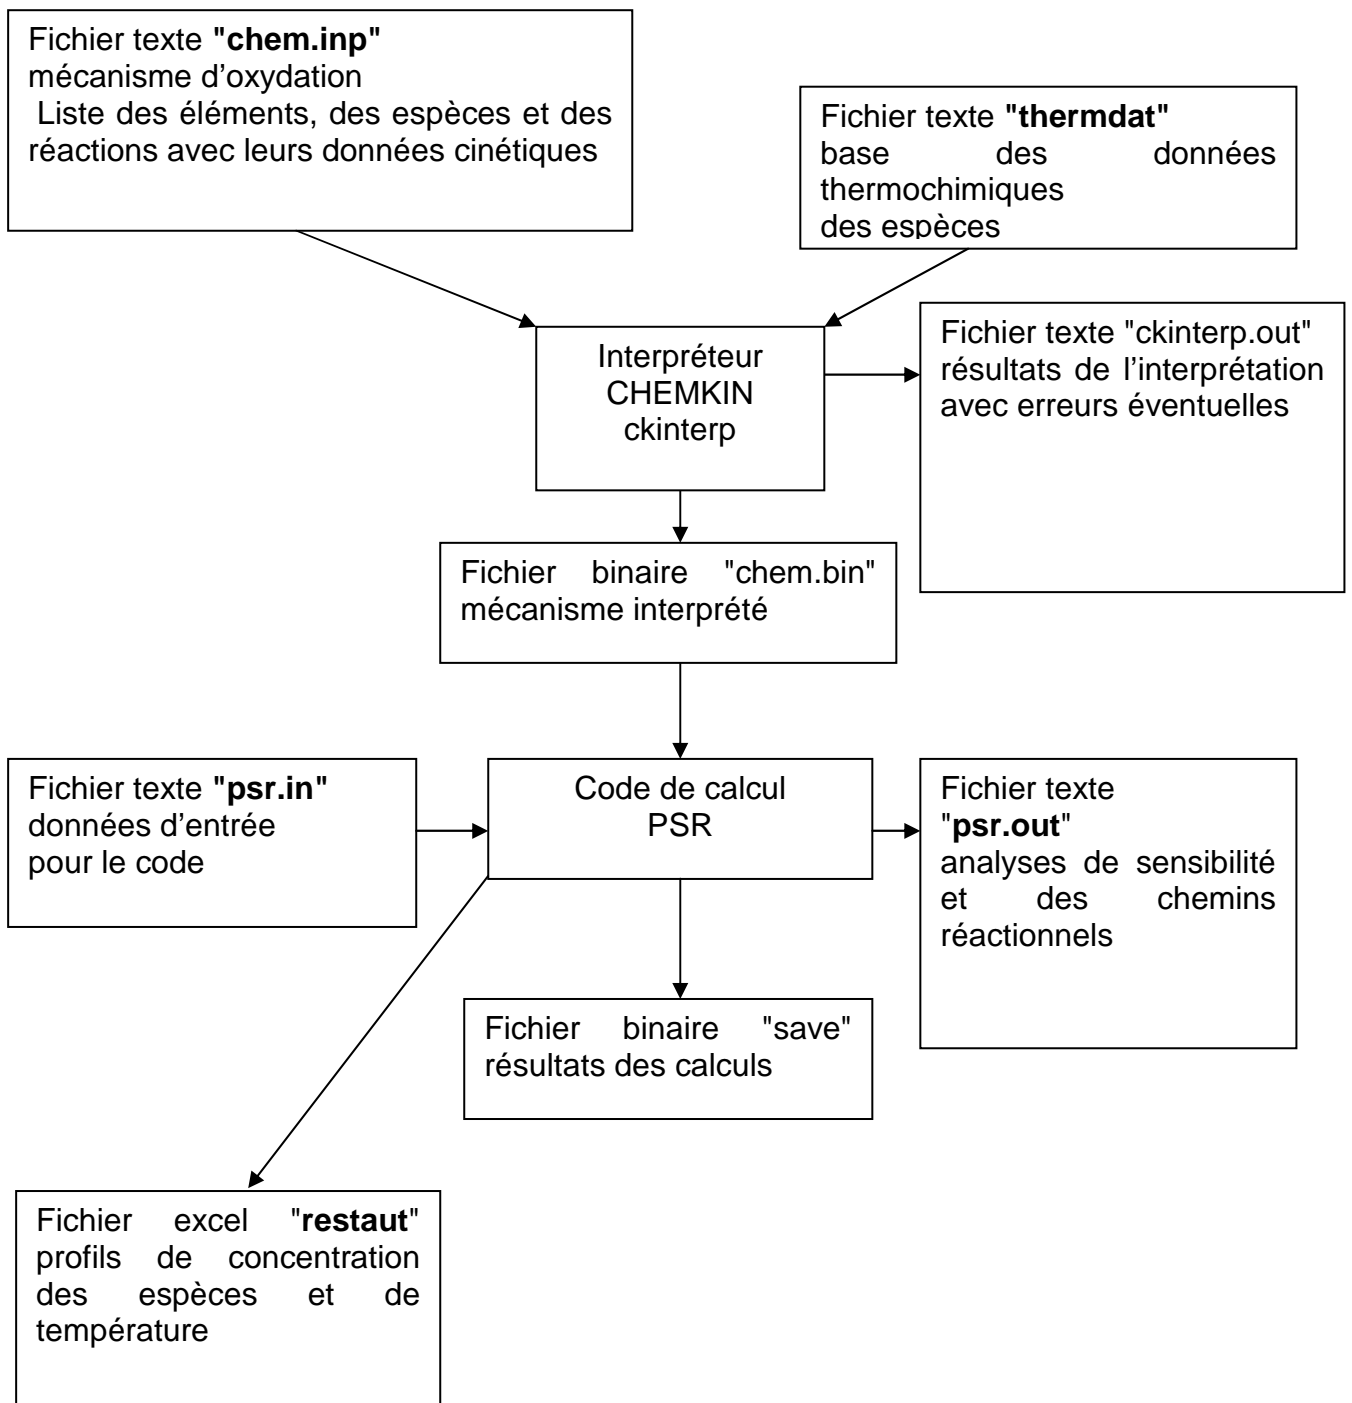 Fichier texte "chem.inp"
mécanisme d'oxydation
Liste des éléments, des espèces et des
réactions avec leurs données cinétiques
Fichier texte "thermdat"
base des données
thermochimiques
des espèces
Interpréteur
CHEMKIN
ckinterp
Fichier texte "ckinterp.out"
résultats de l'interprétation
avec erreurs éventuelles
Fichier binaire "chem.bin"
mécanisme interprété
Fichier texte "psr.in"
données d'entrée
pour le code
Code de calcul
PSR
Fichier texte
"psr.out"
analyses de sensibilité
et des chemins
réactionnels
Fichier binaire "save"
résultats des calculs
Fichier excel "restaut"
profils de concentration
des espèces et de
température